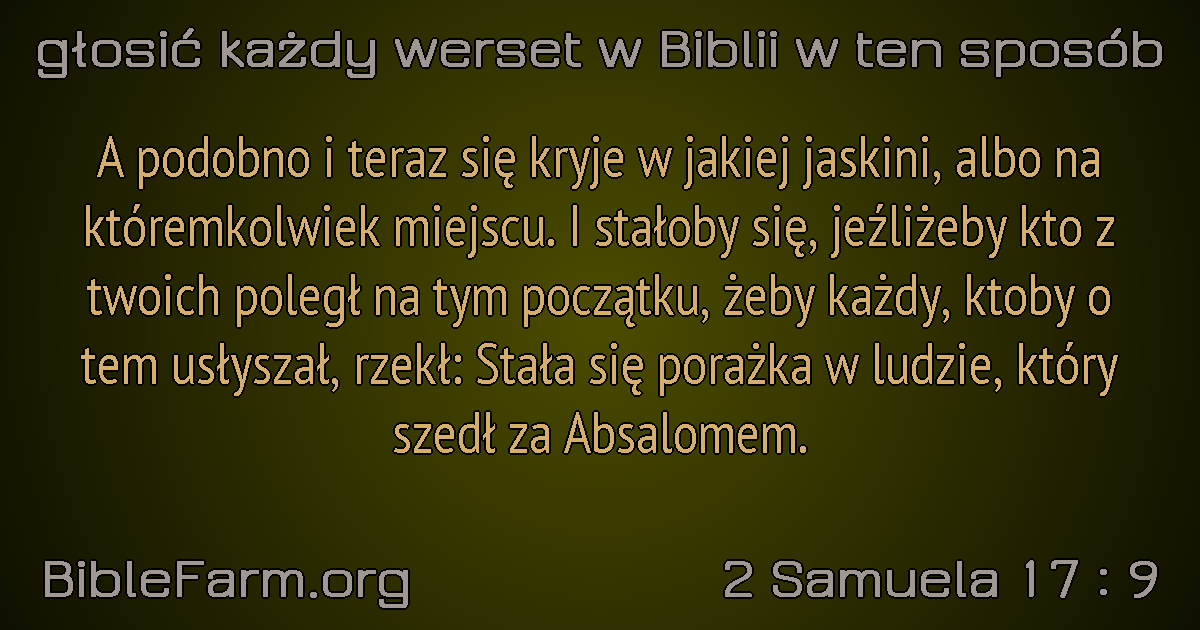 głosić każdy werset w Biblii w ten sposób
A podobno i teraz się kryje w jakiej jaskini, albo na
któremkolwiek miejscu. I stałoby się, jeźliżeby kto z
twoich poległ na tym początku, żeby każdy, ktoby o
tem usłyszał, rzekł: Stała się porażka w ludzie, który
szedł za Absalomem.
BibleFarm.org
2 Samuela 17 : 9